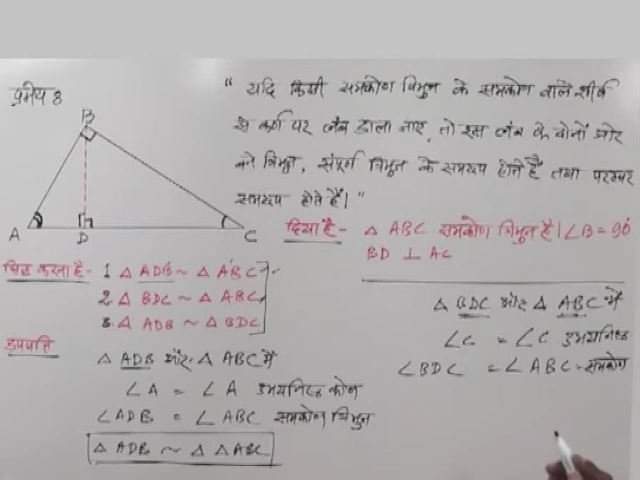 प्रमेय 8
" यदि किसी समकोण त्रिभुज के समकोण वाले शीर्ष
से कर्ण पर लंब डाला जाए, तो इस लंब के दोनों ओर
बने त्रिभुज, संपूर्ण त्रिभुज के समरूप होते हैं तथा परस्पर
समरूप होते हैं। "
B
A
D
C
दिया है - △ ABC समकोण त्रिभुज है। ∠B = 90°
BD ⊥ AC
सिद्ध करना है - 1 △ ADB ~ △ ABC
2 △ BDC ~ △ ABC
3 △ ADB ~ △ BDC
उपपत्ति
△ ADB और △ ABC में
∠A = ∠A उभयनिष्ठ कोण
∠ADB = ∠ABC समकोण त्रिभुज
△ ADB ~ △ △ABC
△ BDC और △ ABC में
∠C = ∠C उभयनिष्ठ
∠BDC = ∠ABC - समकोण